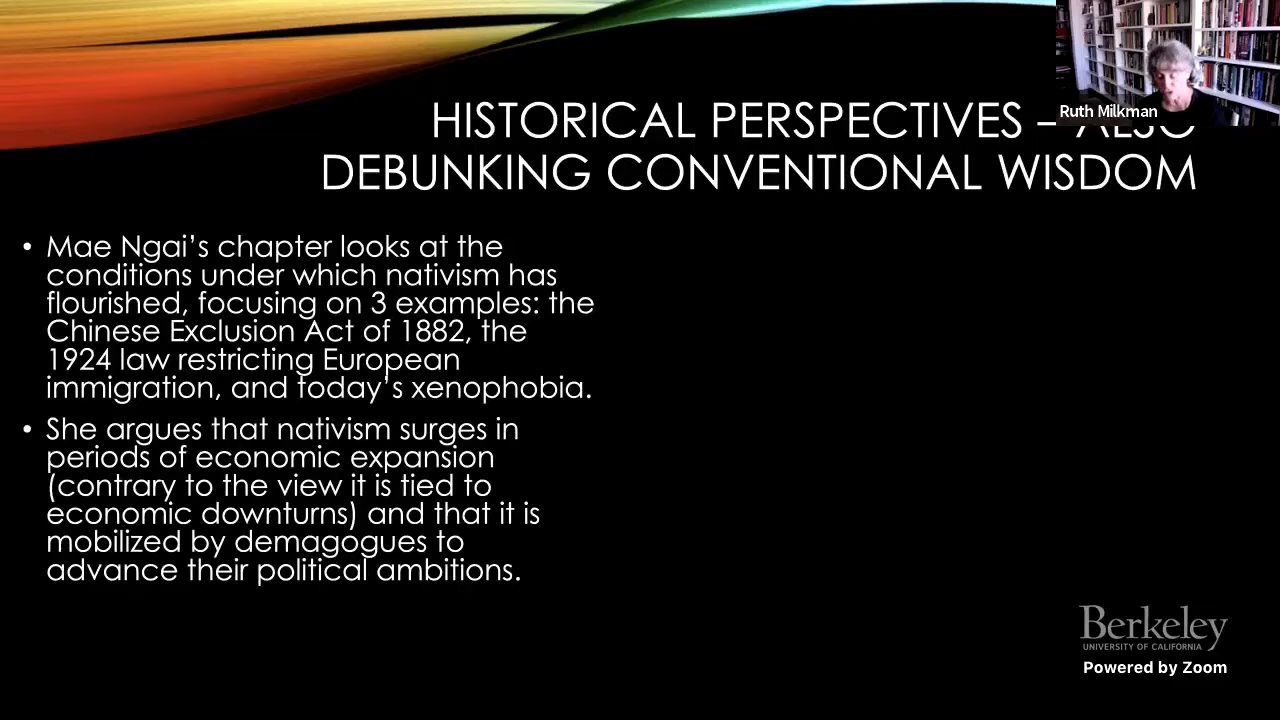 Ruth Milkman
HISTORICAL PERSPECTIVES – ALSO
DEBUNKING CONVENTIONAL WISDOM
• Mae Ngai’s chapter looks at the
conditions under which nativism has
flourished, focusing on 3 examples: the
Chinese Exclusion Act of 1882, the
1924 law restricting European
immigration, and today’s xenophobia.
• She argues that nativism surges in
periods of economic expansion
(contrary to the view it is tied to
economic downturns) and that it is
mobilized by demagogues to
advance their political ambitions.
Berkeley
UNIVERSITY OF CALIFORNIA
Powered by Zoom